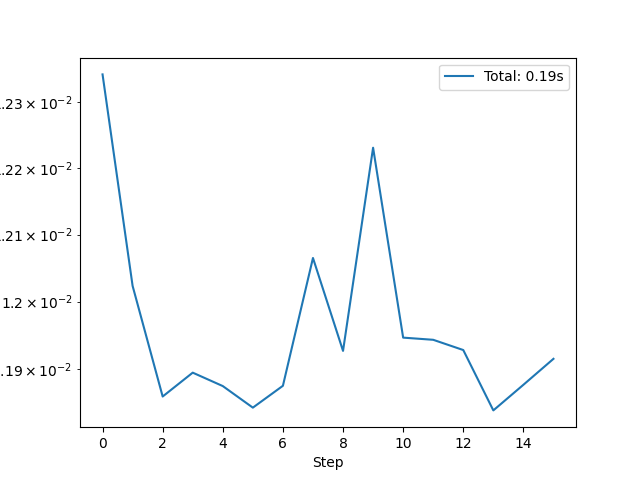 Total: 0.19s
.23 × 10⁻²
.22 × 10⁻²
.21 × 10⁻²
1.2 × 10⁻²
.19 × 10⁻²
0 2 4 6 8 10 12 14
Step